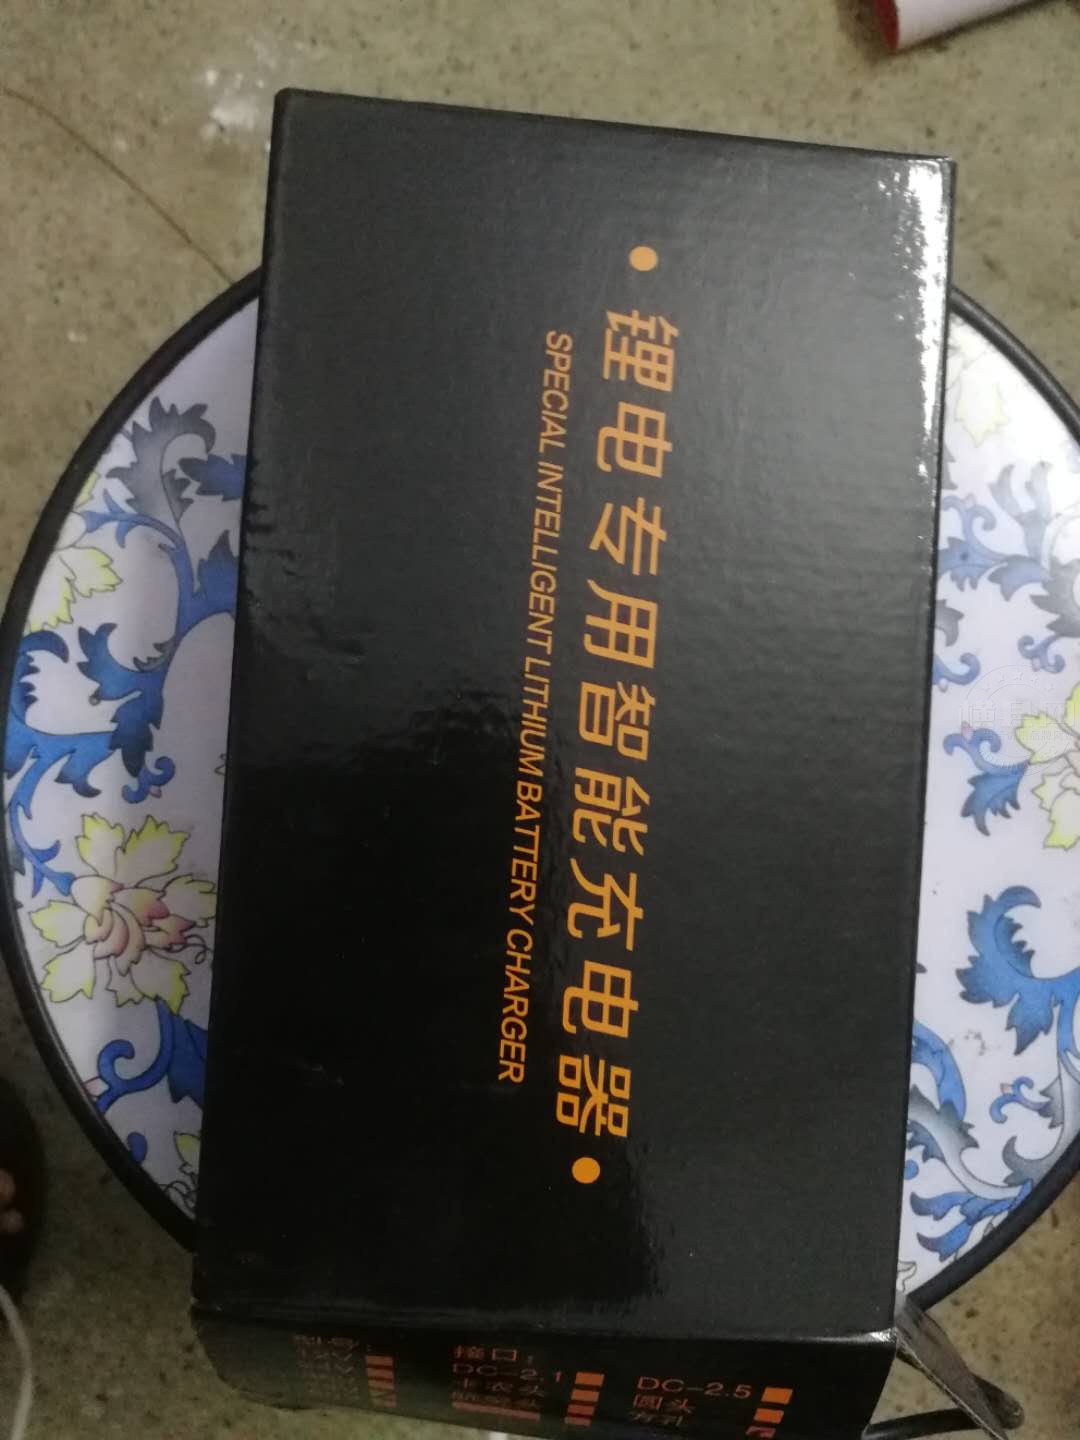 •锂电专用智能充电器•
SPECIAL INTELLIGENT LITHIUM BATTERY CHARGER
接口:
DC-2.1
DC-2.5
圆头